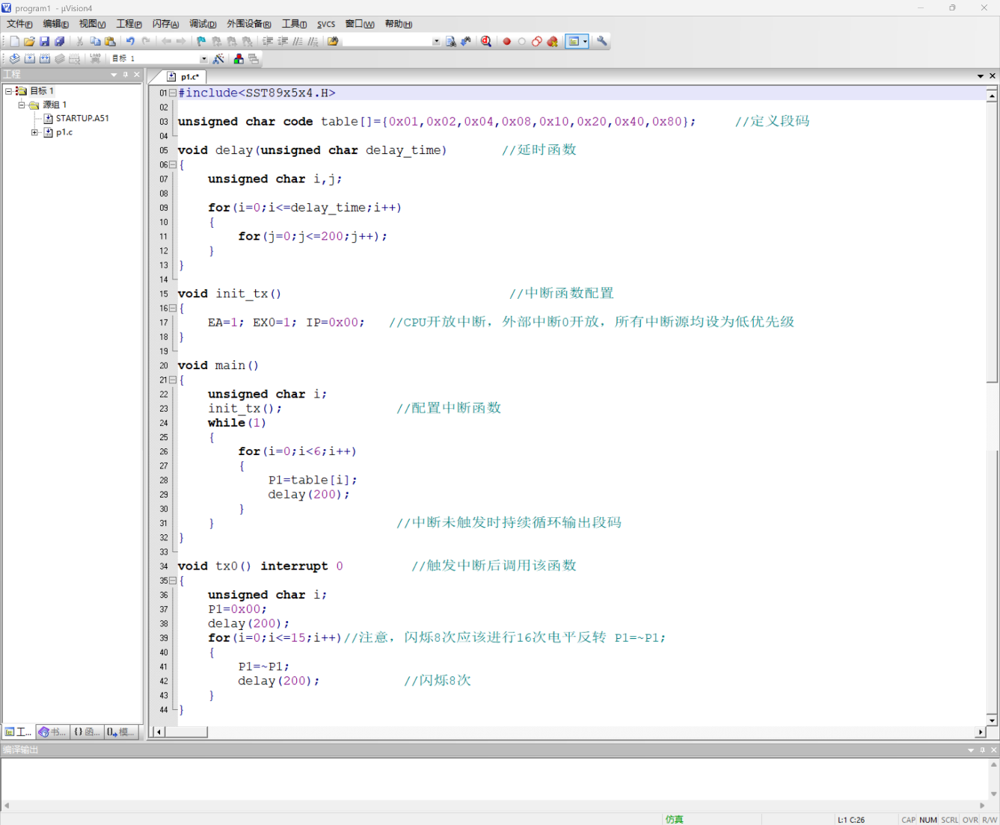 program1 - µVision4
文件(F) 编辑(E) 视图(V) 工程(P) 闪存(A) 调试(D) 外围设备(R) 工具(T) SVCS 窗口(W) 帮助(H)
LOAD 目标 1
工程
p1.c*
目标 1
源组 1
STARTUP.A51
p1.c
01 #include<SST89x5x4.H>
02
03 unsigned char code table[]={0x01,0x02,0x04,0x08,0x10,0x20,0x40,0x80}; //定义段码
04
05 void delay(unsigned char delay_time) //延时函数
06 {
07 unsigned char i,j;
08
09 for(i=0;i<=delay_time;i++)
10 {
11 for(j=0;j<=200;j++);
12 }
13 }
14
15 void init_tx() //中断函数配置
16 {
17 EA=1; EX0=1; IP=0x00; //CPU开放中断，外部中断0开放，所有中断源均设为低优先级
18 }
19
20 void main()
21 {
22 unsigned char i;
23 init_tx(); //配置中断函数
24 while(1)
25 {
26 for(i=0;i<6;i++)
27 {
28 P1=table[i];
29 delay(200);
30 }
31 } //中断未触发时持续循环输出段码
32 }
33
34 void tx0() interrupt 0 //触发中断后调用该函数
35 {
36 unsigned char i;
37 P1=0x00;
38 delay(200);
39 for(i=0;i<=15;i++)//注意，闪烁8次应该进行16次电平反转 P1=~P1;
40 {
41 P1=~P1;
42 delay(200); //闪烁8次
43 }
44 }
工... 书... {} 函... 0 模...
编译输出
仿真 L:1 C:26 CAP NUM SCRL OVR R/W